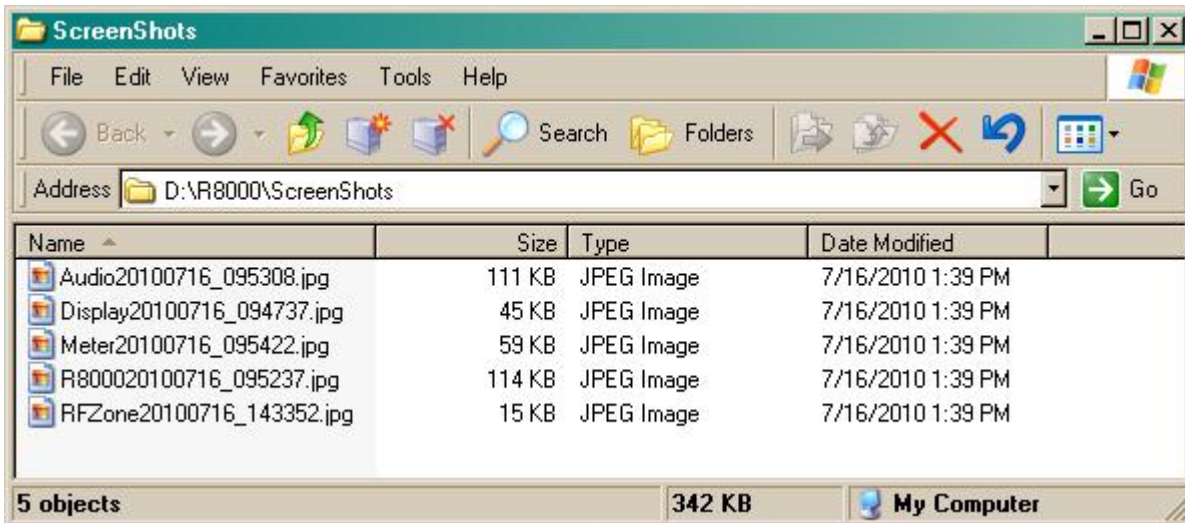 ScreenShots
File Edit View Favorites Tools Help
Back Search Folders
Address D:\R8000\ScreenShots Go
Name Size Type Date Modified
Audio20100716_095308.jpg 111 KB JPEG Image 7/16/2010 1:39 PM
Display20100716_094737.jpg 45 KB JPEG Image 7/16/2010 1:39 PM
Meter20100716_095422.jpg 59 KB JPEG Image 7/16/2010 1:39 PM
R800020100716_095237.jpg 114 KB JPEG Image 7/16/2010 1:39 PM
RFZone20100716_143352.jpg 15 KB JPEG Image 7/16/2010 1:39 PM
5 objects 342 KB My Computer